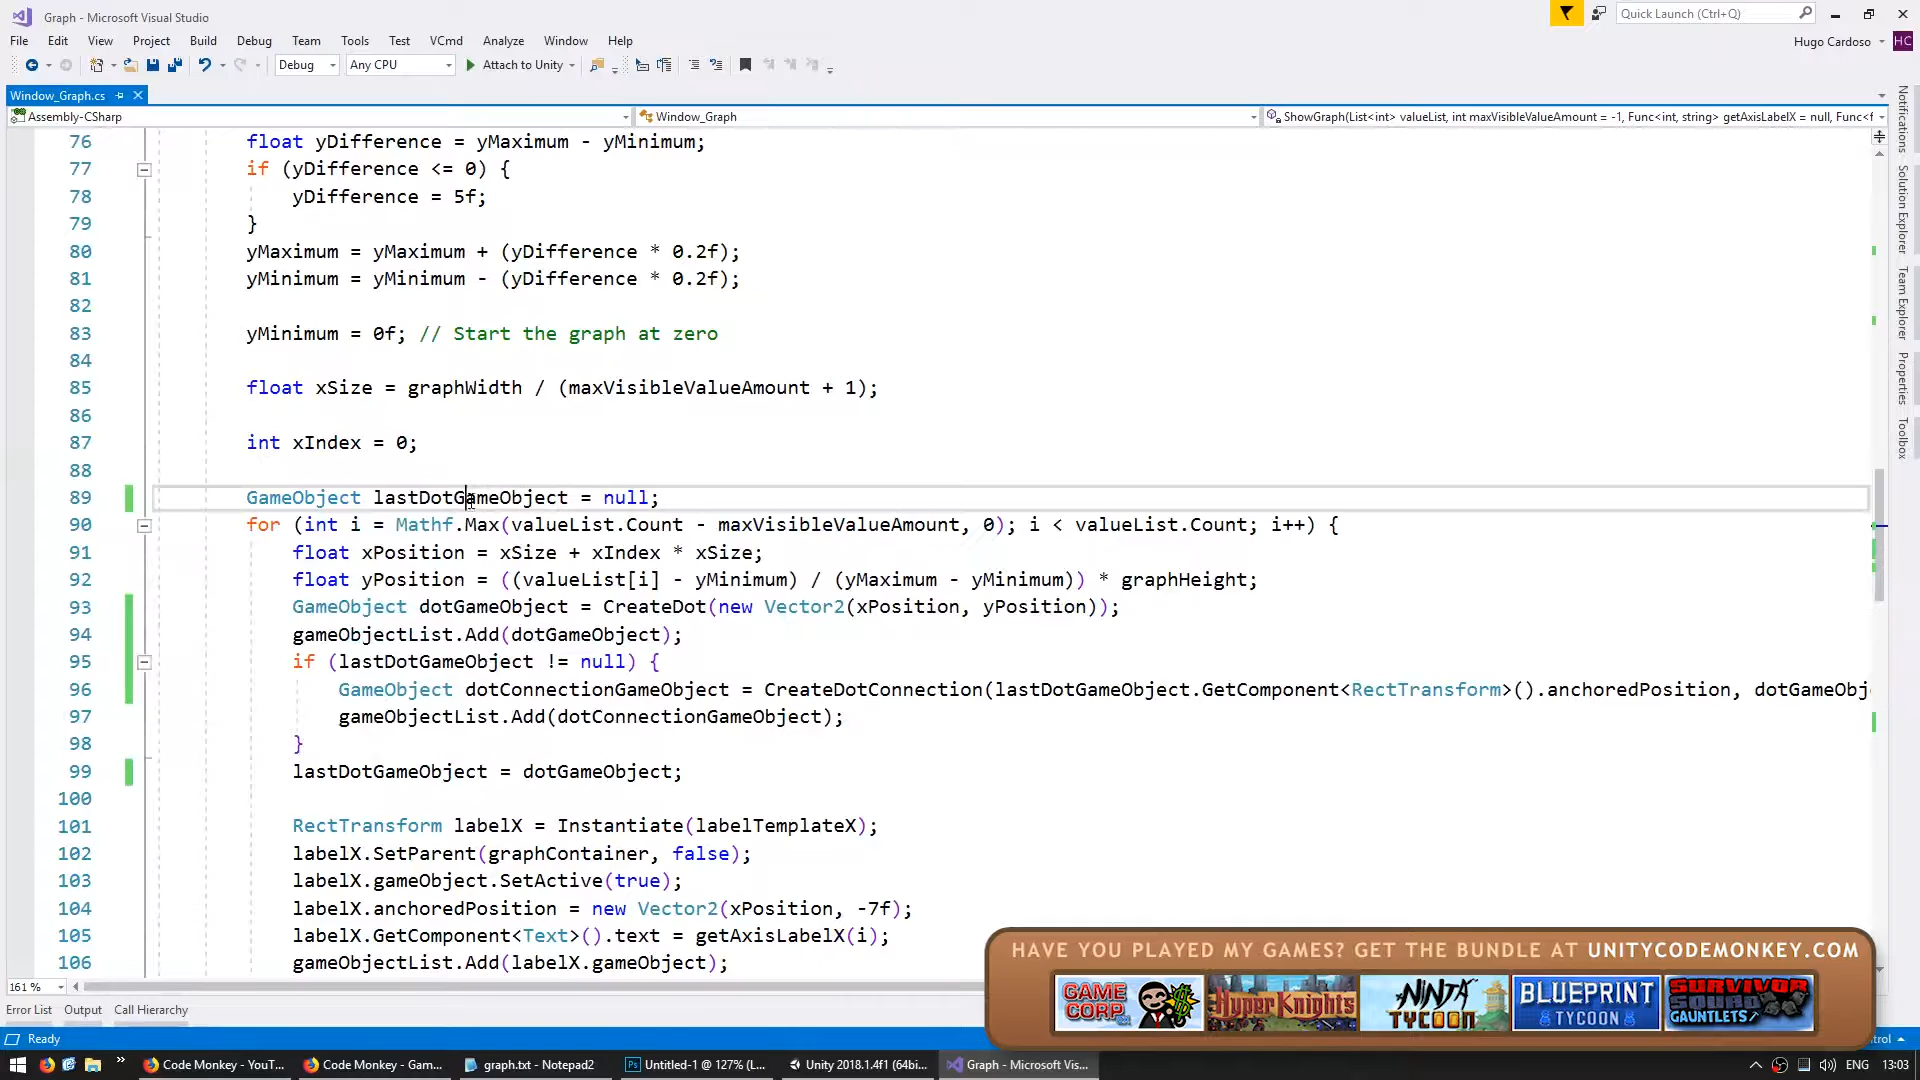 Graph - Microsoft Visual Studio
Quick Launch (Ctrl+Q)
File Edit View Project Build Debug Team Tools Test VCmd Analyze Window Help
Hugo Cardoso HC
Debug Any CPU Attach to Unity
Window_Graph.cs
Assembly-CSharp Window_Graph ShowGraph(List<int> valueList, int maxVisibleValueAmount = -1, Func<int, string> getAxisLabelX = null, Func<f
76 float yDifference = yMaximum - yMinimum;
77 if (yDifference <= 0) {
78 yDifference = 5f;
79 }
80 yMaximum = yMaximum + (yDifference * 0.2f);
81 yMinimum = yMinimum - (yDifference * 0.2f);
82
83 yMinimum = 0f; // Start the graph at zero
84
85 float xSize = graphWidth / (maxVisibleValueAmount + 1);
86
87 int xIndex = 0;
88
89 GameObject lastDotGameObject = null;
90 for (int i = Mathf.Max(valueList.Count - maxVisibleValueAmount, 0); i < valueList.Count; i++) {
91 float xPosition = xSize + xIndex * xSize;
92 float yPosition = ((valueList[i] - yMinimum) / (yMaximum - yMinimum)) * graphHeight;
93 GameObject dotGameObject = CreateDot(new Vector2(xPosition, yPosition));
94 gameObjectList.Add(dotGameObject);
95 if (lastDotGameObject != null) {
96 GameObject dotConnectionGameObject = CreateDotConnection(lastDotGameObject.GetComponent<RectTransform>().anchoredPosition, dotGameObj
97 gameObjectList.Add(dotConnectionGameObject);
98 }
99 lastDotGameObject = dotGameObject;
100
101 RectTransform labelX = Instantiate(labelTemplateX);
102 labelX.SetParent(graphContainer, false);
103 labelX.gameObject.SetActive(true);
104 labelX.anchoredPosition = new Vector2(xPosition, -7f);
105 labelX.GetComponent<Text>().text = getAxisLabelX(i);
106 gameObjectList.Add(labelX.gameObject);
Notifications
Solution Explorer
Team Explorer
Properties
Toolbox
HAVE YOU PLAYED MY GAMES? GET THE BUNDLE AT UNITYCODEMONKEY.COM
GAME CORP HYPER KNIGHTS NINJA TYCOON BLUEPRINT TYCOON SURVIVOR SQUAD GAUNTLETS
161 %
Error List Output Call Hierarchy
Ready
trol
Code Monkey - YouT... Code Monkey - Gam... graph.txt - Notepad2 Untitled-1 @ 127% (L... Unity 2018.1.4f1 (64bi... Graph - Microsoft Vis... ENG 13:03